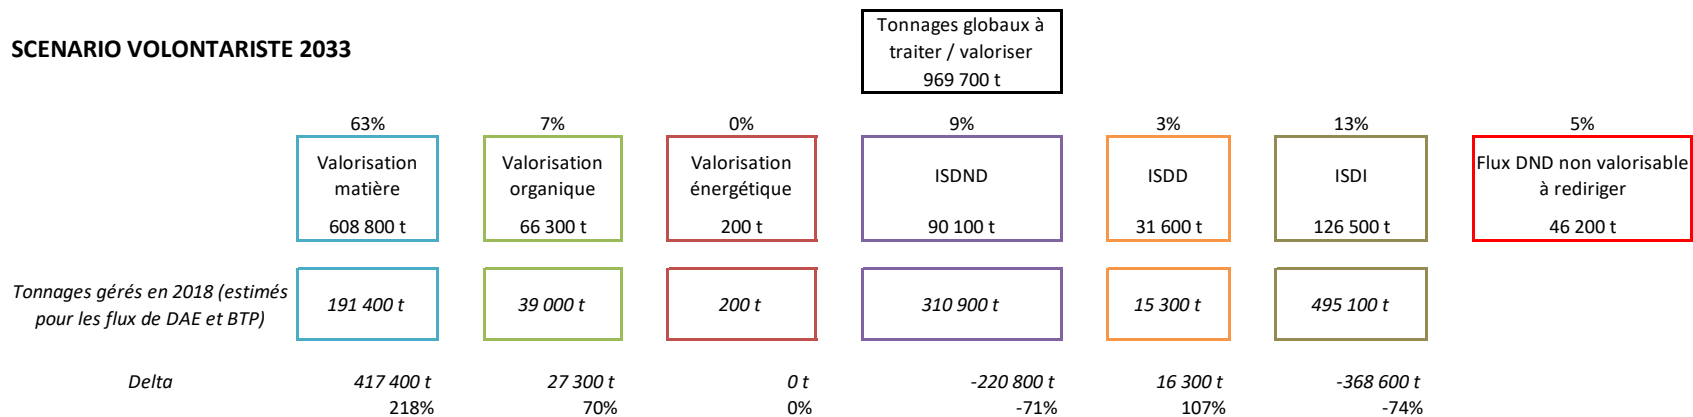 Tonnages globaux à
traiter / valoriser
969 700 t
SCENARIO VOLONTARISTE 2033
63% 7% 0% 9% 3% 13% 5%
Valorisation
matière
608 800 t
Valorisation
organique
66 300 t
Valorisation
énergétique
200 t
ISDND
90 100 t
ISDD
31 600 t
ISDI
126 500 t
Flux DND non valorisable
à rediriger
46 200 t
Tonnages gérés en 2018 (estimés
pour les flux de DAE et BTP)
191 400 t 39 000 t 200 t 310 900 t 15 300 t 495 100 t
Delta 417 400 t 27 300 t 0 t -220 800 t 16 300 t -368 600 t
218% 70% 0% -71% 107% -74%